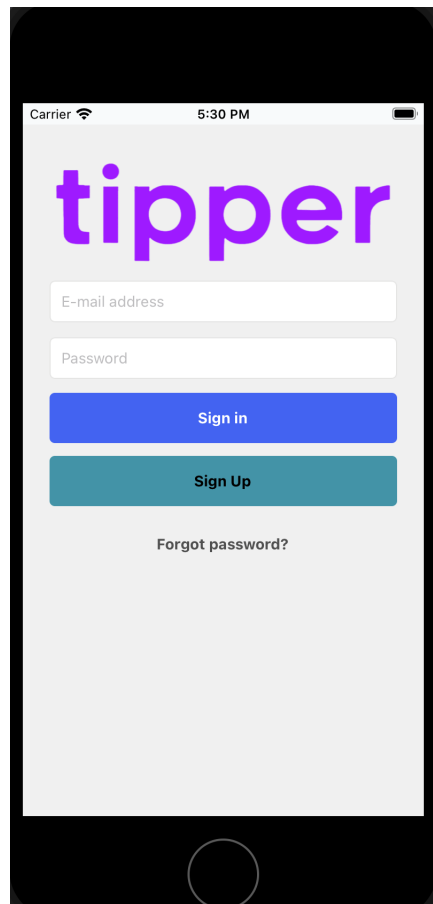 Carrier 5:30 PM
tipper
E-mail address
Password
Sign in
Sign Up
Forgot password?